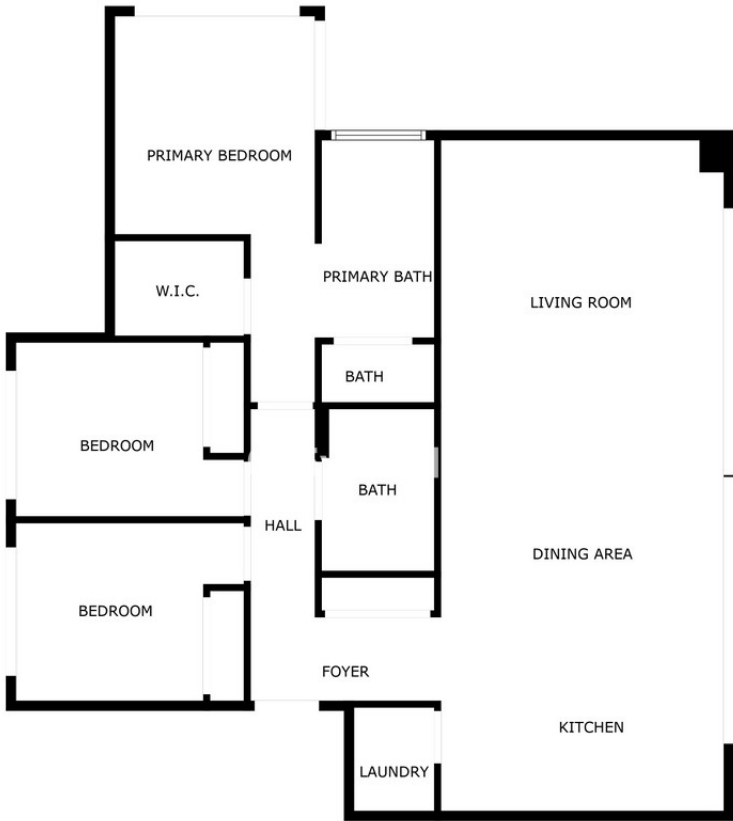 PRIMARY BEDROOM
PRIMARY BATH
W.I.C.
LIVING ROOM
BATH
BEDROOM
BATH
HALL
DINING AREA
BEDROOM
FOYER
KITCHEN
LAUNDRY